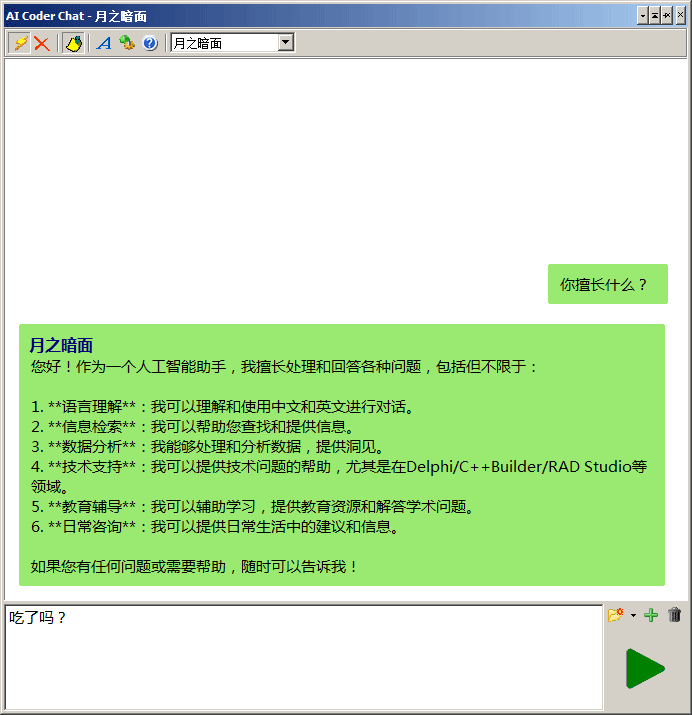 AI Coder Chat - 月之暗面
月之暗面
你擅长什么？
月之暗面
您好！作为一个人工智能助手，我擅长处理和回答各种问题，包括但不限于：
1. **语言理解**：我可以理解和使用中文和英文进行对话。
2. **信息检索**：我可以帮助您查找和提供信息。
3. **数据分析**：我能够处理和分析数据，提供洞见。
4. **技术支持**：我可以提供技术问题的帮助，尤其是在Delphi/C++Builder/RAD Studio等
领域。
5. **教育辅导**：我可以辅助学习，提供教育资源和解答学术问题。
6. **日常咨询**：我可以提供日常生活中的建议和信息。
如果您有任何问题或需要帮助，随时可以告诉我！
吃了吗？